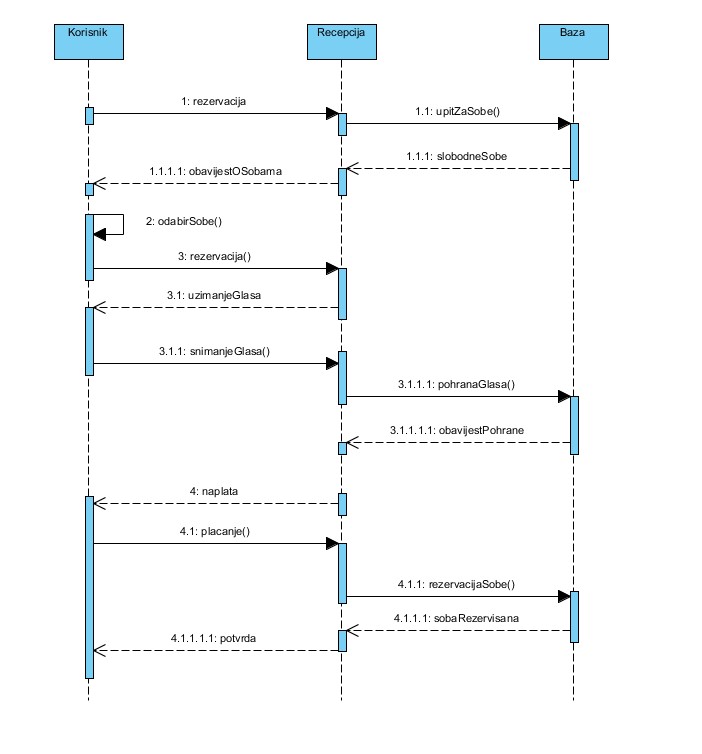 Korisnik
Recepcija
Baza
1: rezervacija
1.1: upitZaSobe()
1.1.1: slobodneSobe
1.1.1.1: obavijestOSobama
2: odabirSobe()
3: rezervacija()
3.1: uzimanjeGlasa
3.1.1: snimanjeGlasa()
3.1.1.1: pohranaGlasa()
3.1.1.1.1: obavijestPohrane
4: naplata
4.1: placanje()
4.1.1: rezervacijaSobe()
4.1.1.1: sobaRezervisana
4.1.1.1.1: potvrda